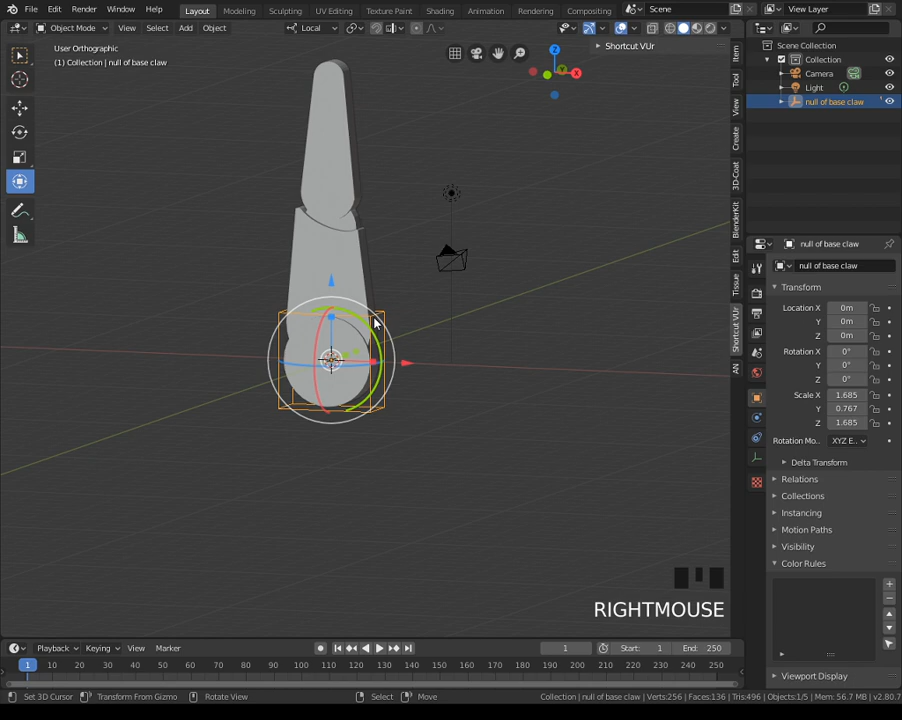 File Edit Render Window Help Layout Modeling Sculpting UV Editing Texture Paint Shading Animation Rendering Compositing Scene View Layer
Object Mode View Select Add Object Local
User Orthographic
(1) Collection | null of base claw
Shortcut VUr
Z
Y
X
Item
Tool
View
Create
3D-Coat
BlenderKit
Edit
Tissue
Shortcut VUr
AN
Scene Collection
Collection
Camera
Light
null of base claw
null of base claw
null of base claw
Transform
Location X 0m
Y 0m
Z 0m
Rotation X 0°
Y 0°
Z 0°
Scale X 1.685
Y 0.767
Z 1.685
Rotation Mo.. XYZ E..
Delta Transform
Relations
Collections
Instancing
Motion Paths
Visibility
Color Rules
Viewport Display
RIGHTMOUSE
Playback Keying View Marker 1 Start: 1 End: 250
1 10 20 30 40 50 60 70 80 90 100 110 120 130 140 150 160 170 180 190 200 210 220 230 240 250
Set 3D Cursor Transform From Gizmo Rotate View Select Move Collection | null of base claw | Verts:256 | Faces:136 | Tris:496 | Objects:1/5 | Mem: 56.7 MB | v2.80.7